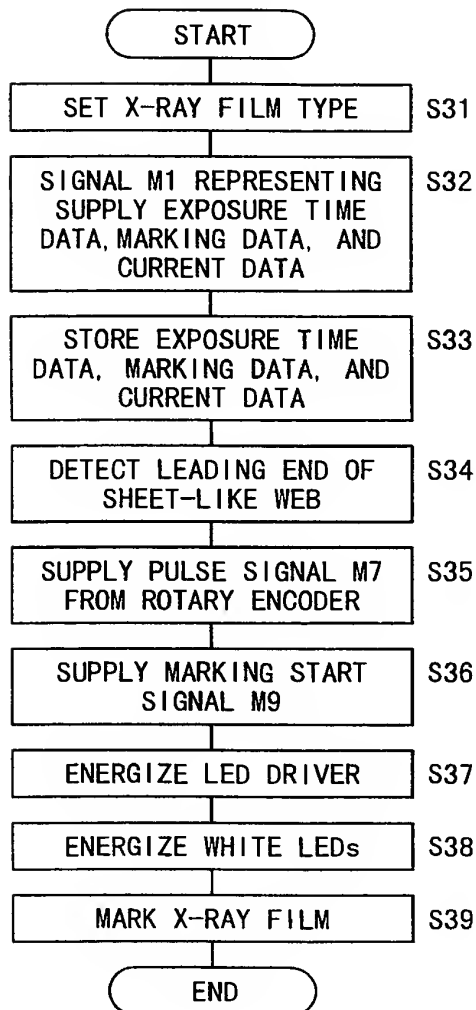 START
SET X-RAY FILM TYPE S31
SIGNAL M1 REPRESENTING S32
SUPPLY EXPOSURE TIME
DATA, MARKING DATA, AND
CURRENT DATA
STORE EXPOSURE TIME S33
DATA, MARKING DATA, AND
CURRENT DATA
DETECT LEADING END OF S34
SHEET-LIKE WEB
SUPPLY PULSE SIGNAL M7 S35
FROM ROTARY ENCODER
SUPPLY MARKING START S36
SIGNAL M9
ENERGIZE LED DRIVER S37
ENERGIZE WHITE LEDs S38
MARK X-RAY FILM S39
END